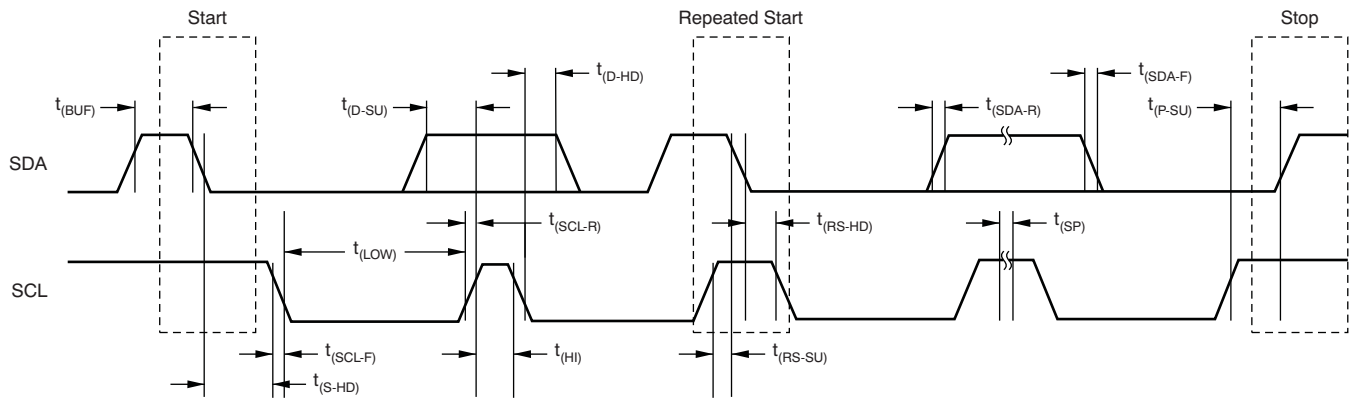 Start
Repeated Start
Stop
t(D-HD)
t(SDA-F)
t(BUF)
t(D-SU)
t(SDA-R)
t(P-SU)
SDA
t(SCL-R)
t(RS-HD)
t(SP)
t(LOW)
SCL
t(SCL-F)
t(HI)
t(RS-SU)
t(S-HD)